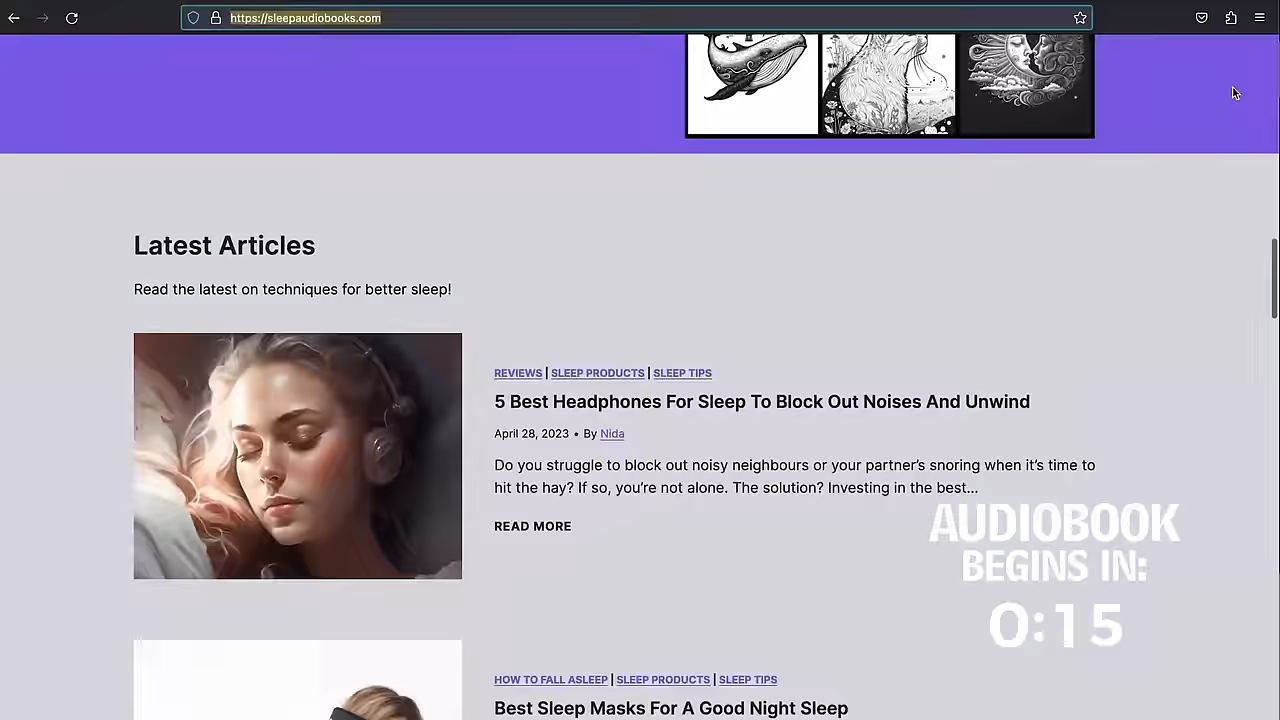 https://sleepaudiobooks.com
Latest Articles
Read the latest on techniques for better sleep!
REVIEWS | SLEEP PRODUCTS | SLEEP TIPS
5 Best Headphones For Sleep To Block Out Noises And Unwind
April 28, 2023 • By Nida
Do you struggle to block out noisy neighbours or your partner’s snoring when it’s time to
hit the hay? If so, you’re not alone. The solution? Investing in the best…
READ MORE
AUDIOBOOK
BEGINS IN:
0:15
HOW TO FALL ASLEEP | SLEEP PRODUCTS | SLEEP TIPS
Best Sleep Masks For A Good Night Sleep